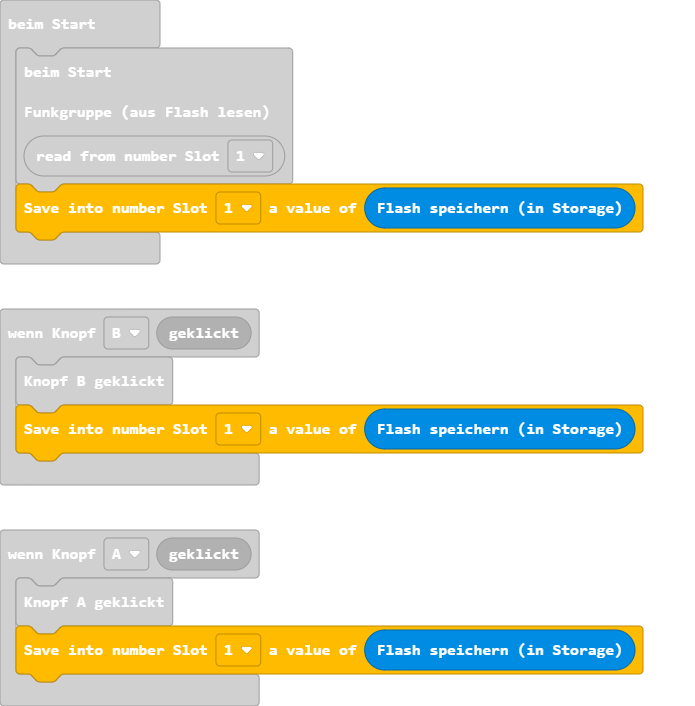 beim Start
beim Start
Funkgruppe (aus Flash lesen)
read from number Slot 1
Save into number Slot 1 a value of Flash speichern (in Storage)
wenn Knopf B geklickt
Knopf B geklickt
Save into number Slot 1 a value of Flash speichern (in Storage)
wenn Knopf A geklickt
Knopf A geklickt
Save into number Slot 1 a value of Flash speichern (in Storage)